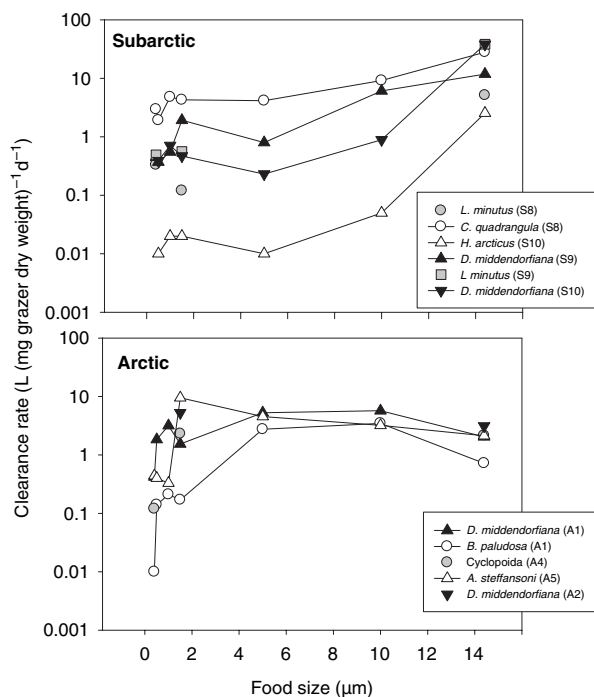 Subarctic
100
10
1
0.1
0.01
0.001
L. minutus (S8)
C. quadrangula (S8)
H. arcticus (S10)
D. middendorfiana (S9)
L minutus (S9)
D. middendorfiana (S10)
Clearance rate (L (mg grazer dry weight)⁻¹d⁻¹)
Arctic
100
10
1
0.1
0.01
0.001
D. middendorfiana (A1)
B. paludosa (A1)
Cyclopoida (A4)
A. steffansoni (A5)
D. middendorfiana (A2)
0 2 4 6 8 10 12 14
Food size (µm)